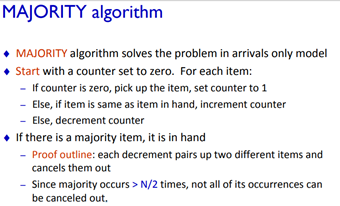 MAJORITY algorithm
♦ MAJORITY algorithm solves the problem in arrivals only model
♦ Start with a counter set to zero. For each item:
– If counter is zero, pick up the item, set counter to 1
– Else, if item is same as item in hand, increment counter
– Else, decrement counter
♦ If there is a majority item, it is in hand
– Proof outline: each decrement pairs up two different items and
cancels them out
– Since majority occurs > N/2 times, not all of its occurrences can
be canceled out.